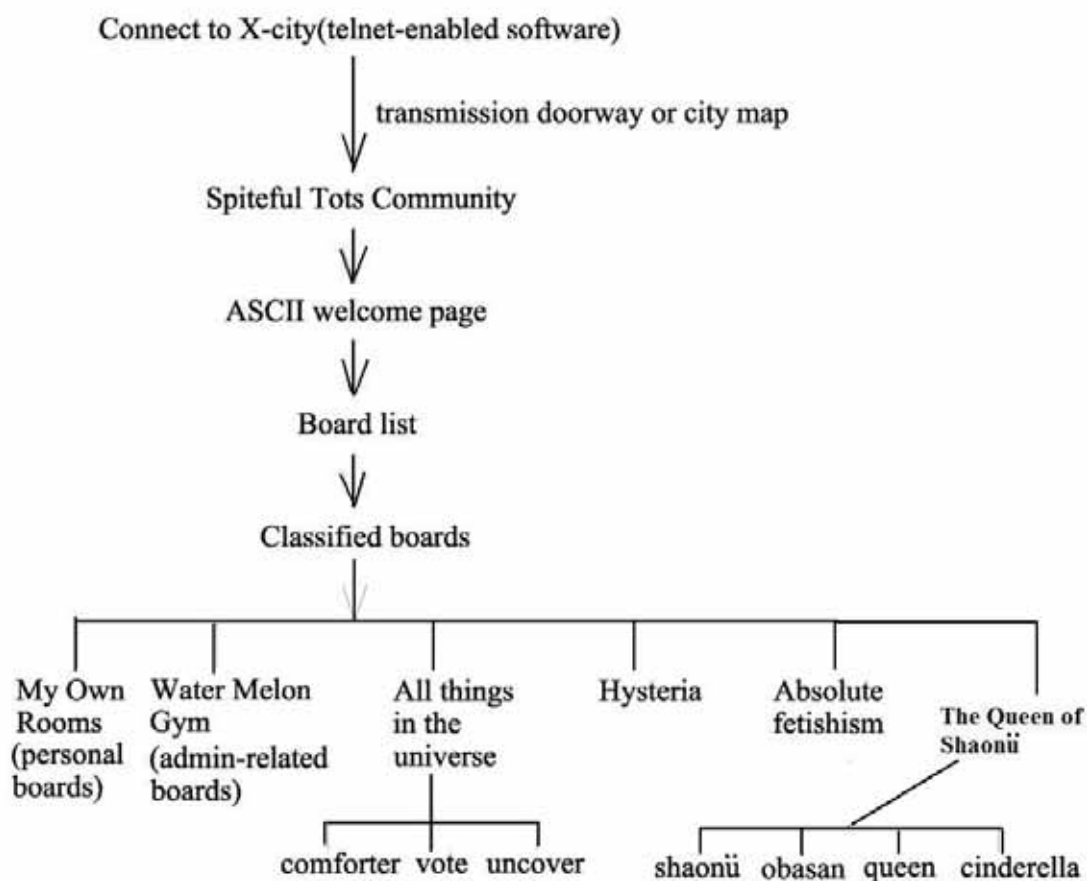 Connect to X-city(telnet-enabled software)
transmission doorway or city map
Spiteful Tots Community
ASCII welcome page
Board list
Classified boards
My Own
Rooms
(personal
boards)
Water Melon
Gym
(admin-related
boards)
All things
in the
universe
Hysteria
Absolute
fetishism
The Queen of
Shaonü
comforter vote uncover
shaonü obasan queen cinderella